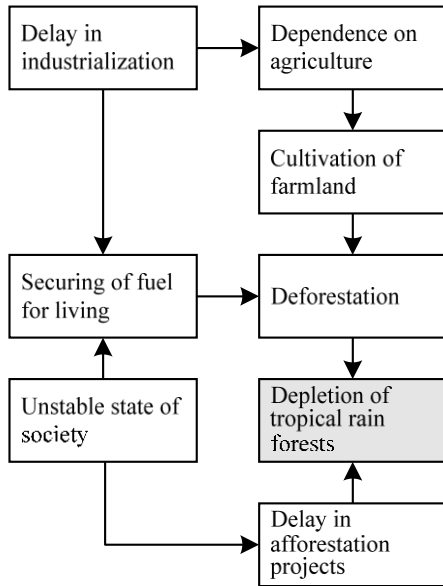 Delay in
industrialization
Dependence on
agriculture
Cultivation of
farmland
Securing of fuel
for living
Deforestation
Unstable state of
society
Depletion of
tropical rain
forests
Delay in
afforestation
projects